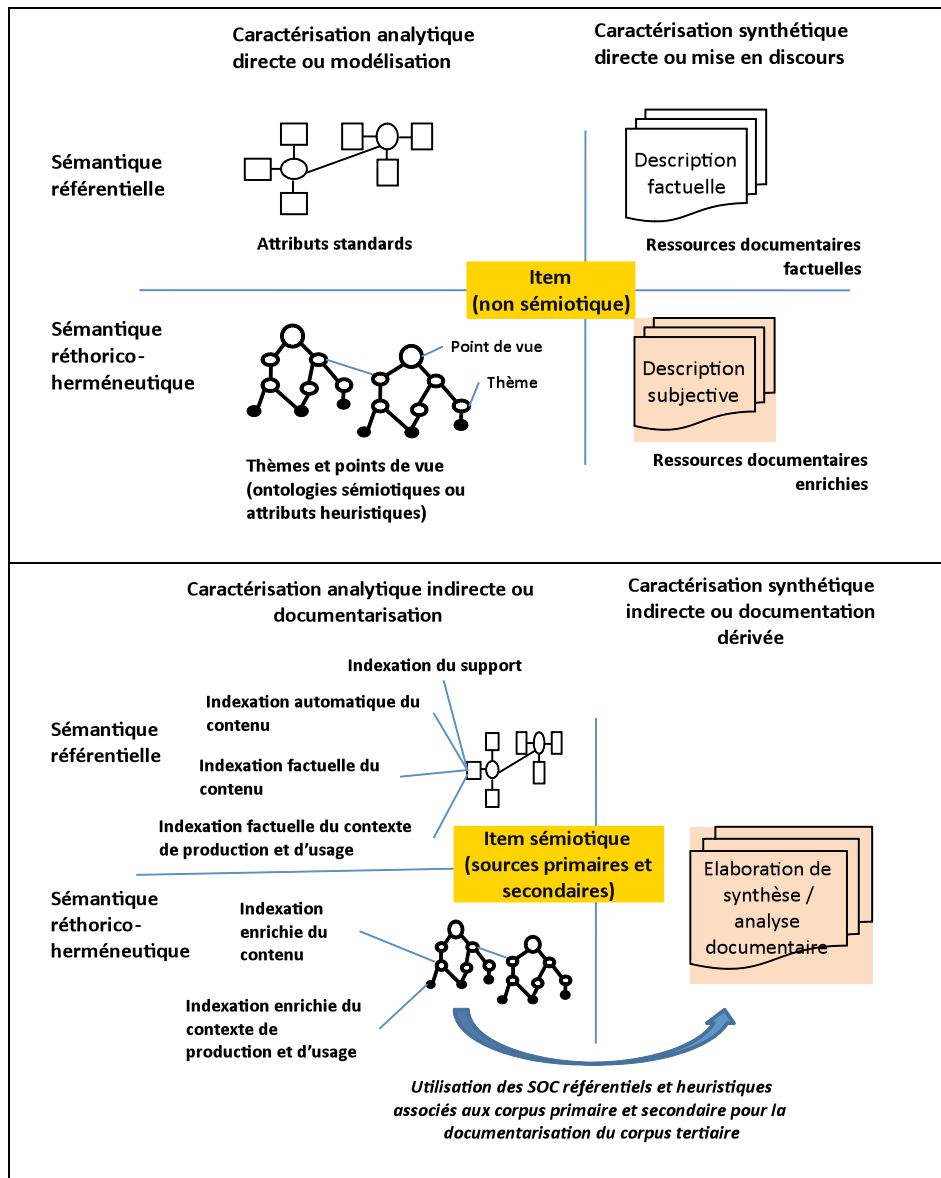 Caractérisation analytique
directe ou modélisation
Caractérisation synthétique
directe ou mise en discours
Sémantique
référentielle
Description
factuelle
Attributs standards
Ressources documentaires
factuelles
Item
(non sémiotique)
Sémantique
réthorico-
herméneutique
Point de vue
Thème
Description
subjective
Thèmes et points de vue
(ontologies sémiotiques ou
attributs heuristiques)
Ressources documentaires
enrichies
Caractérisation analytique indirecte ou
documentarisation
Caractérisation synthétique
indirecte ou documentation
dérivée
Indexation du support
Indexation automatique du
contenu
Sémantique
référentielle
Indexation factuelle du
contenu
Indexation factuelle du contexte
de production et d'usage
Item sémiotique
(sources primaires et
secondaires)
Elaboration de
synthèse /
analyse
documentaire
Sémantique
réthorico-
herméneutique
Indexation
enrichie du
contenu
Indexation enrichie du
contexte de
production et d'usage
Utilisation des SOC référentiels et heuristiques
associés aux corpus primaire et secondaire pour la
documentarisation du corpus tertiaire